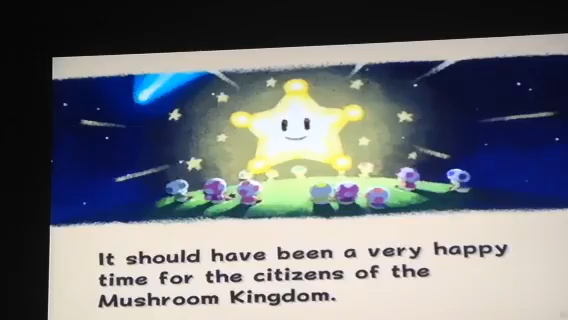 It should have been a very happy
time for the citizens of the
Mushroom Kingdom.